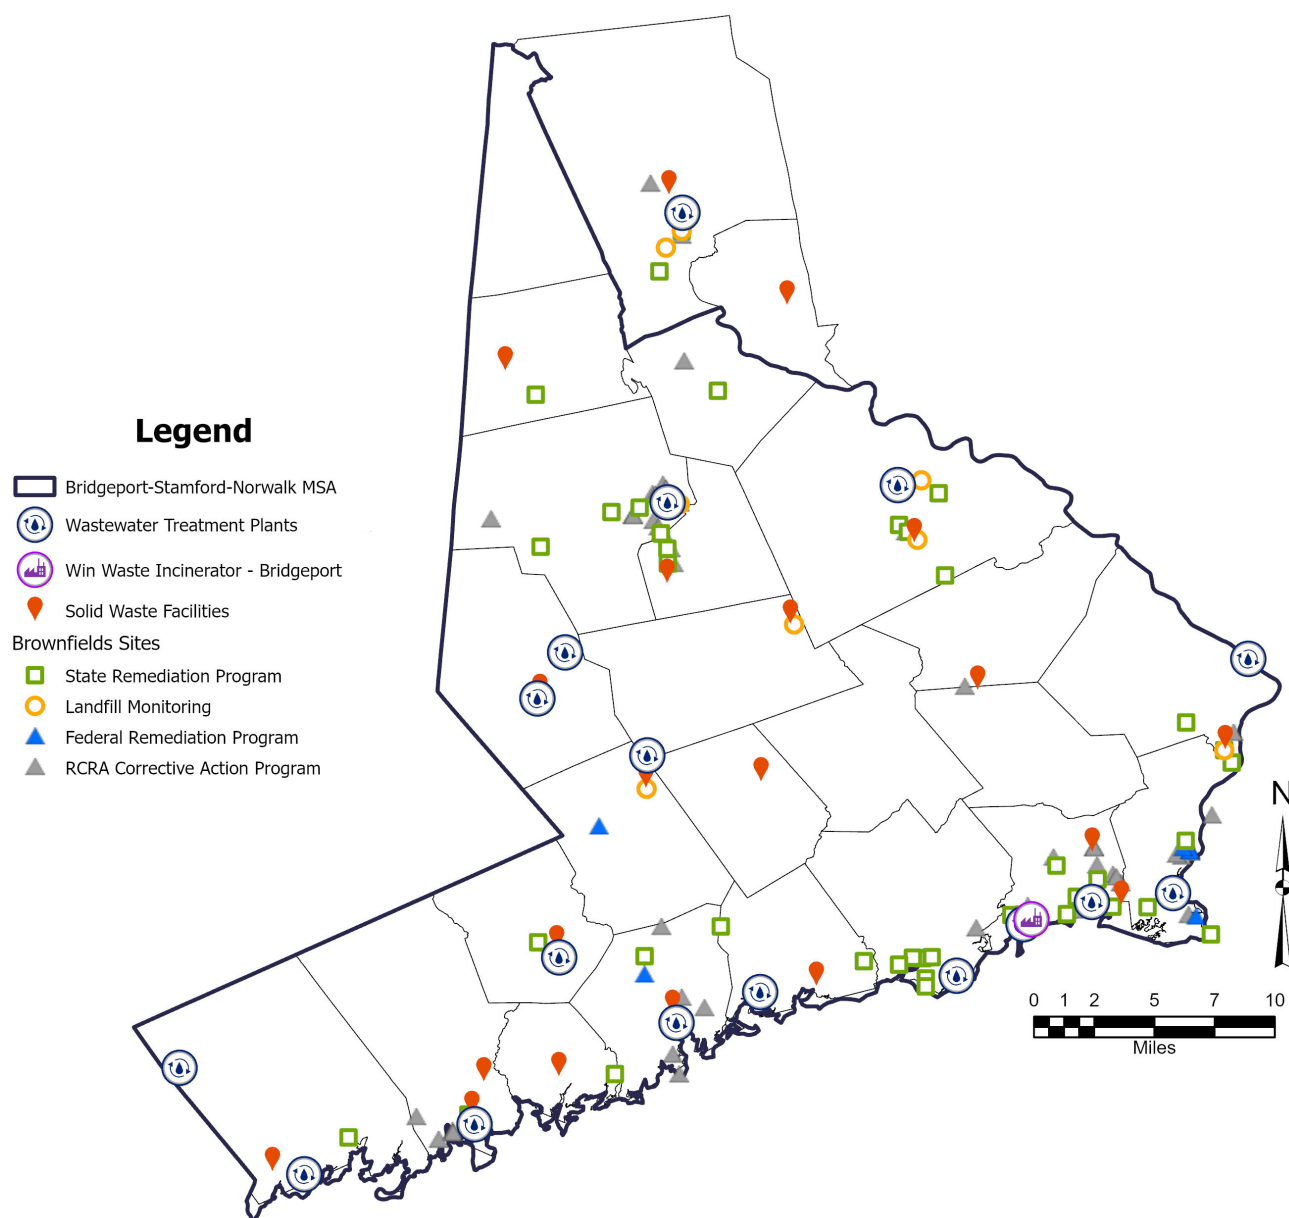 Legend
Bridgeport-Stamford-Norwalk MSA
Wastewater Treatment Plants
Win Waste Incinerator - Bridgeport
Solid Waste Facilities
Brownfields Sites
State Remediation Program
Landfill Monitoring
Federal Remediation Program
RCRA Corrective Action Program
N
0 1 2 5 7 10
Miles